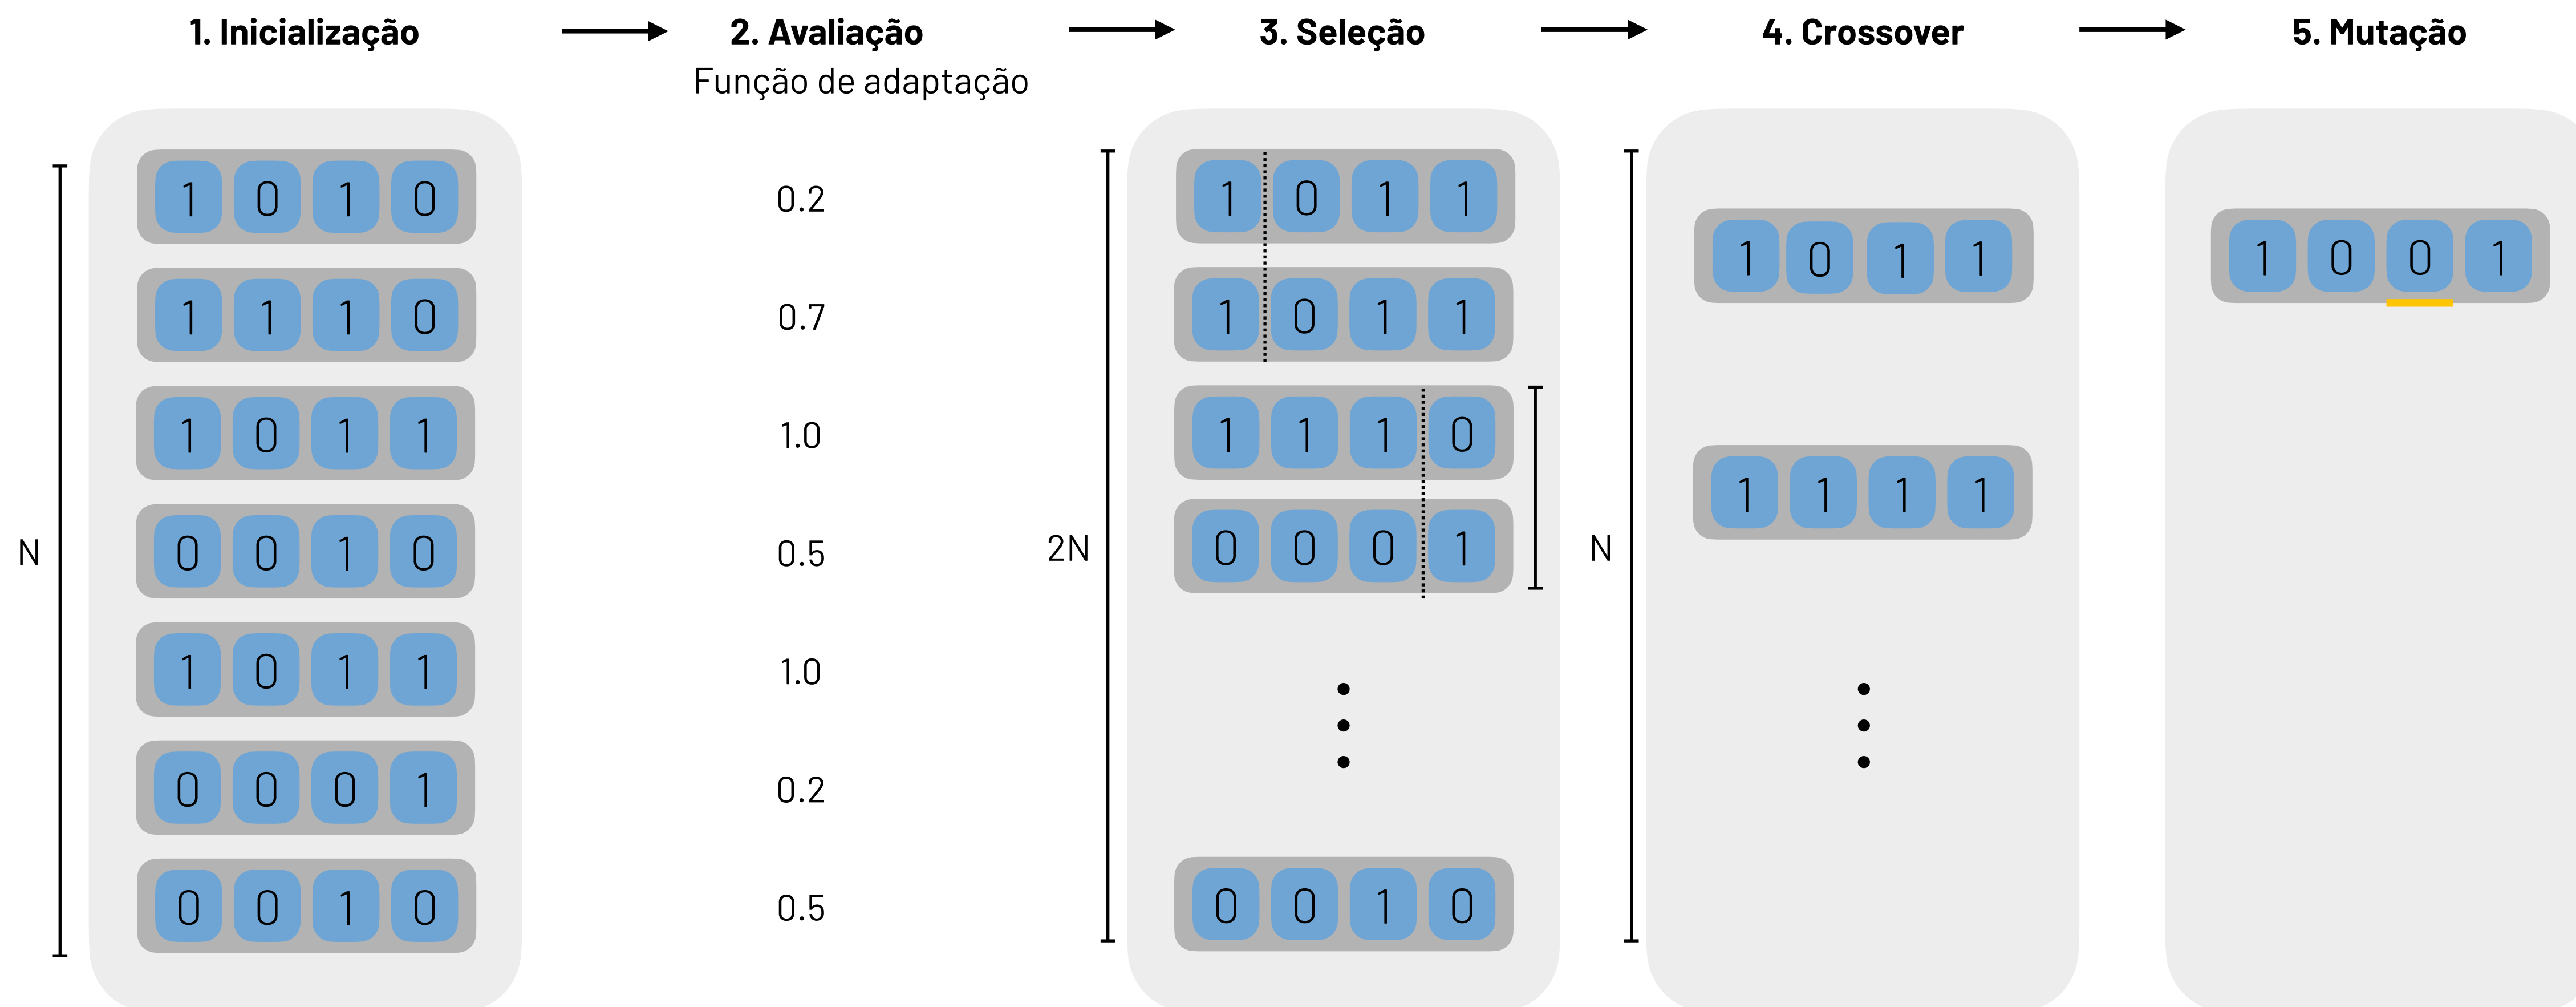 1. Inicialização
2. Avaliação
3. Seleção
4. Crossover
5. Mutação
Função de adaptação
N
1 0 1 0
1 1 1 0
1 0 1 1
0 0 1 0
1 0 1 1
0 0 0 1
0 0 1 0
0.2
0.7
1.0
0.5
1.0
0.2
0.5
2N
1 0 1 1
1 0 1 1
1 1 1 0
0 0 0 1
0 0 1 0
N
1 0 1 1
1 1 1 1
1 0 0 1